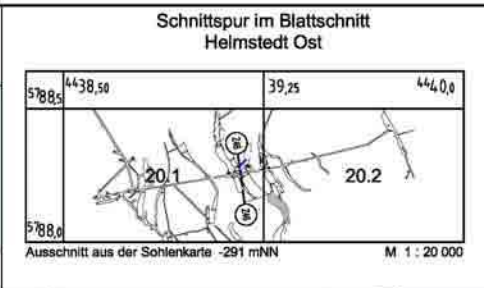 Schnittspur im Blattschnitt
Helmstedt Ost
⁴⁴38,50 39,25 ⁴⁴40,0
⁵⁷88,5
20.1 20.2
⁵⁷88,0
Ausschnitt aus der Sohlenkarte -291 mNN M 1 : 20 000